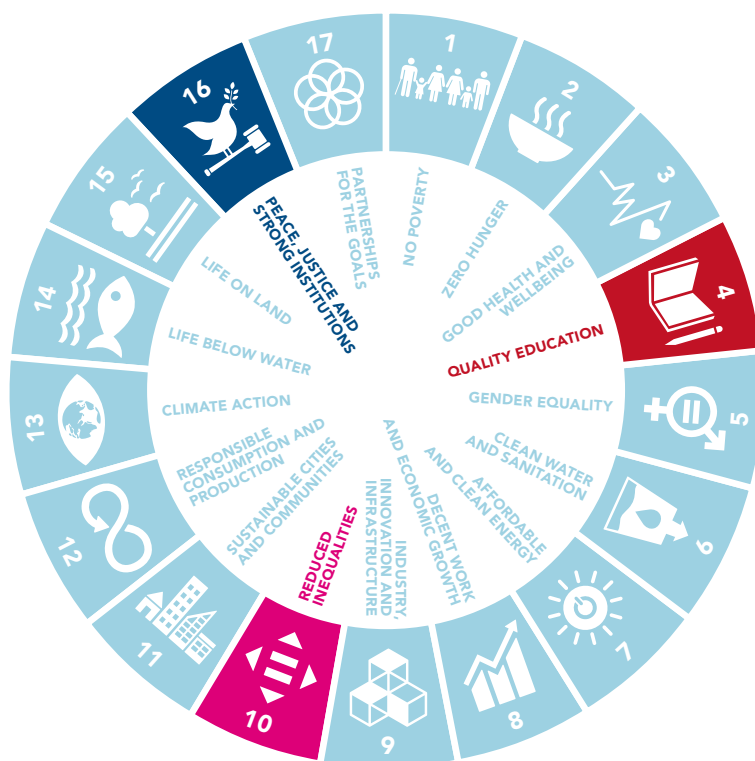 1
NO POVERTY
2
ZERO HUNGER
3
GOOD HEALTH AND
WELLBEING
4
QUALITY EDUCATION
5
GENDER EQUALITY
6
CLEAN WATER
AND SANITATION
7
AFFORDABLE
AND CLEAN ENERGY
8
DECENT WORK
AND ECONOMIC GROWTH
9
INDUSTRY,
INNOVATION AND
INFRASTRUCTURE
10
REDUCED
INEQUALITIES
11
SUSTAINABLE CITIES
AND COMMUNITIES
12
RESPONSIBLE
CONSUMPTION AND
PRODUCTION
13
CLIMATE ACTION
14
LIFE BELOW WATER
15
LIFE ON LAND
16
PEACE, JUSTICE AND
STRONG INSTITUTIONS
17
PARTNERSHIPS
FOR THE GOALS